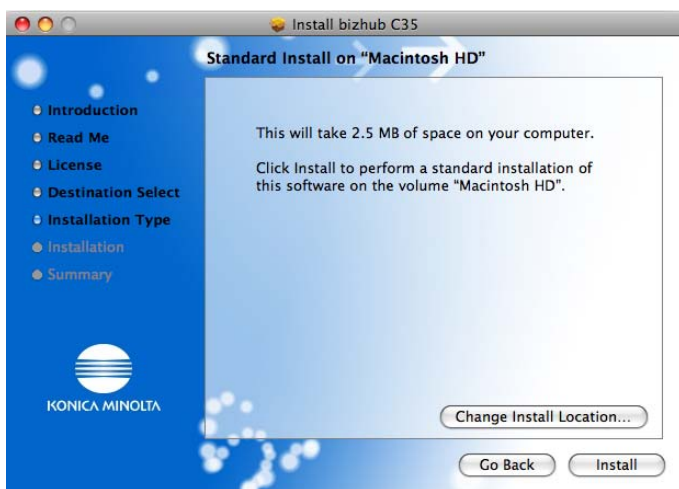 Install bizhub C35
Standard Install on “Macintosh HD”
Introduction
Read Me
License
Destination Select
Installation Type
Installation
Summary
This will take 2.5 MB of space on your computer.
Click Install to perform a standard installation of
this software on the volume “Macintosh HD”.
KONICA MINOLTA
Change Install Location...
Go Back
Install